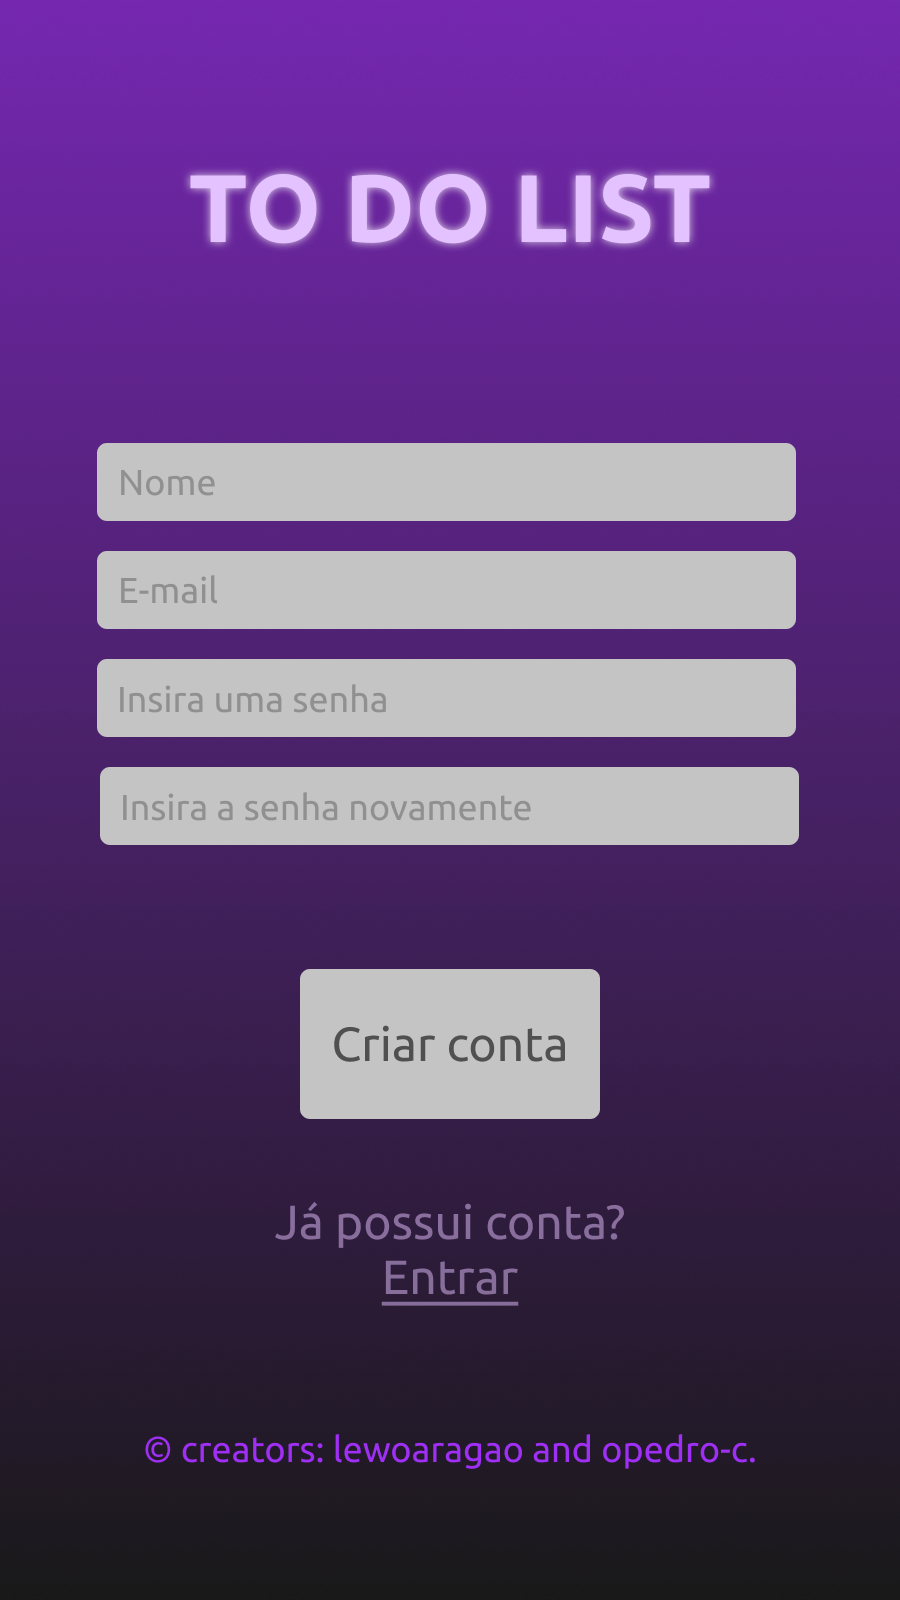 TO DO LIST
Nome
E-mail
Insira uma senha
Insira a senha novamente
Criar conta
Já possui conta?
Entrar
© creators: lewoaragao and opedro-c.